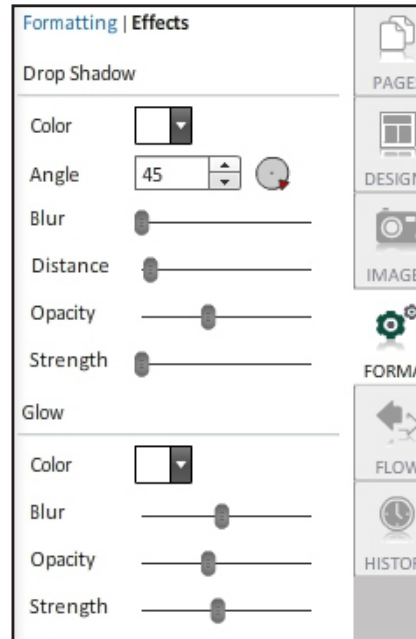 Formatting | Effects
Drop Shadow
Color
Angle 45
Blur
Distance
Opacity
Strength
Glow
Color
Blur
Opacity
Strength
PAGE
DESIGN
IMAGE
FORMA
FLOW
HISTOR